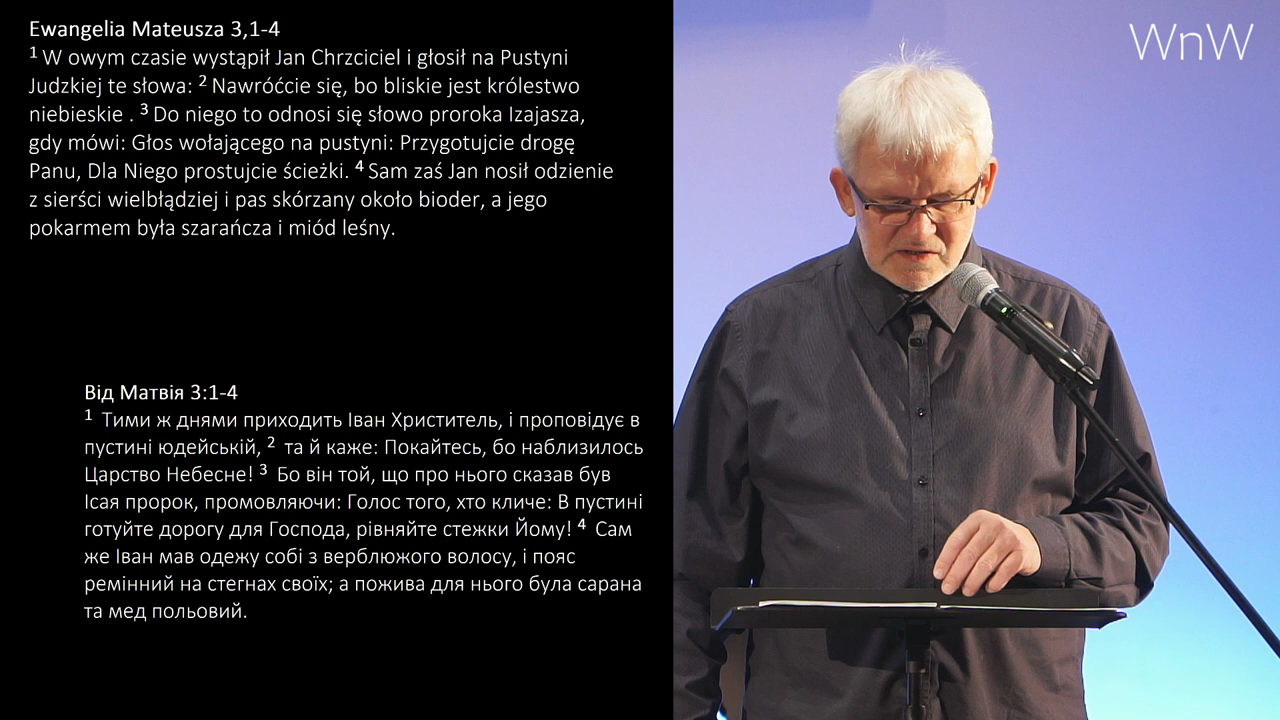 Ewangelia Mateusza 3,1-4
1 W owym czasie wystąpił Jan Chrzciciel i głosił na Pustyni
Judzkiej te słowa: 2 Nawróćcie się, bo bliskie jest królestwo
niebieskie . 3 Do niego to odnosi się słowo proroka Izajasza,
gdy mówi: Głos wołającego na pustyni: Przygotujcie drogę
Panu, Dla Niego prostujcie ścieżki. 4 Sam zaś Jan nosił odzienie
z sierści wielbłądziej i pas skórzany około bioder, a jego
pokarmem była szarańcza i miód leśny.
Від Матвія 3:1-4
1 Тими ж днями приходить Іван Христитель, і проповідує в
пустині юдейській, 2 та й каже: Покайтесь, бо наблизилось
Царство Небесне! 3 Бо він той, що про нього сказав був
Ісая пророк, промовляючи: Голос того, хто кличе: В пустині
готуйте дорогу для Господа, рівняйте стежки Йому! 4 Сам
же Іван мав одежу собі з верблюжого волосу, і пояс
ремінний на стегнах своїх; а пожива для нього була сарана
та мед польовий.
WnW